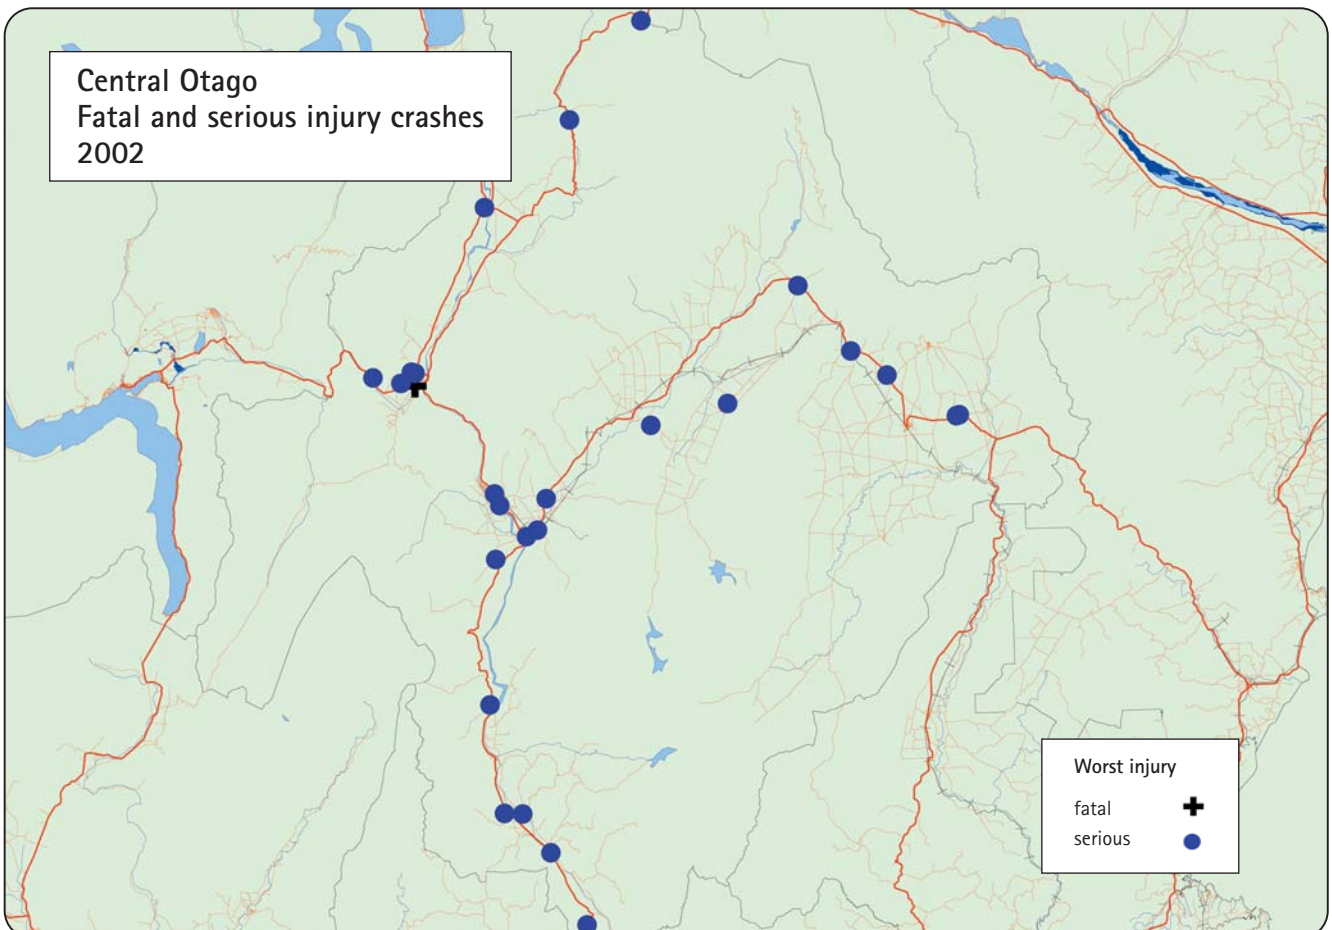 Central Otago
Fatal and serious injury crashes
2002
Worst injury
fatal
serious